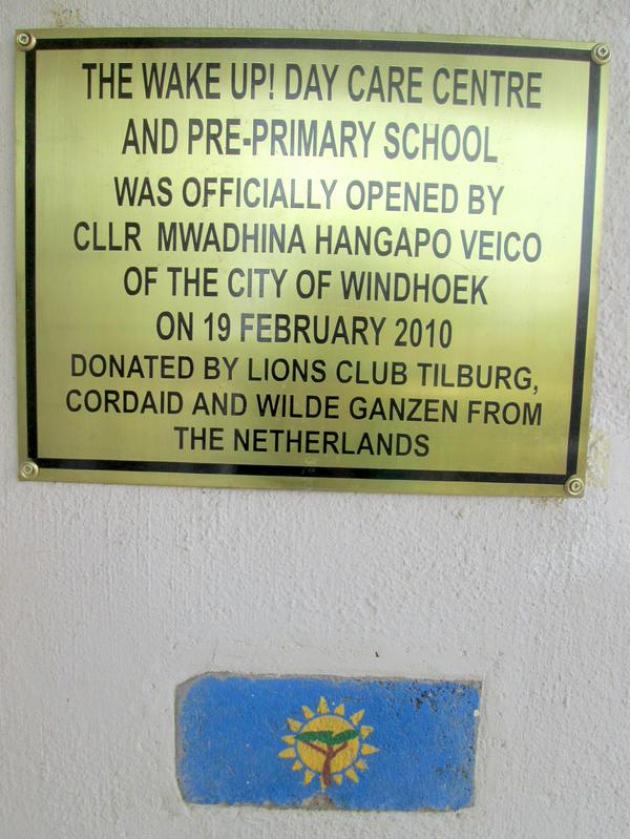 THE WAKE UP! DAY CARE CENTRE
AND PRE-PRIMARY SCHOOL
WAS OFFICIALLY OPENED BY
CLLR MWADHINA HANGAPO VEICO
OF THE CITY OF WINDHOEK
ON 19 FEBRUARY 2010
DONATED BY LIONS CLUB TILBURG,
CORDAID AND WILDE GANZEN FROM
THE NETHERLANDS